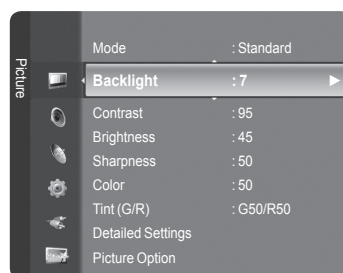 Picture
Mode : Standard
Backlight : 7
Contrast : 95
Brightness : 45
Sharpness : 50
Color : 50
Tint (G/R) : G50/R50
Detailed Settings
Picture Option